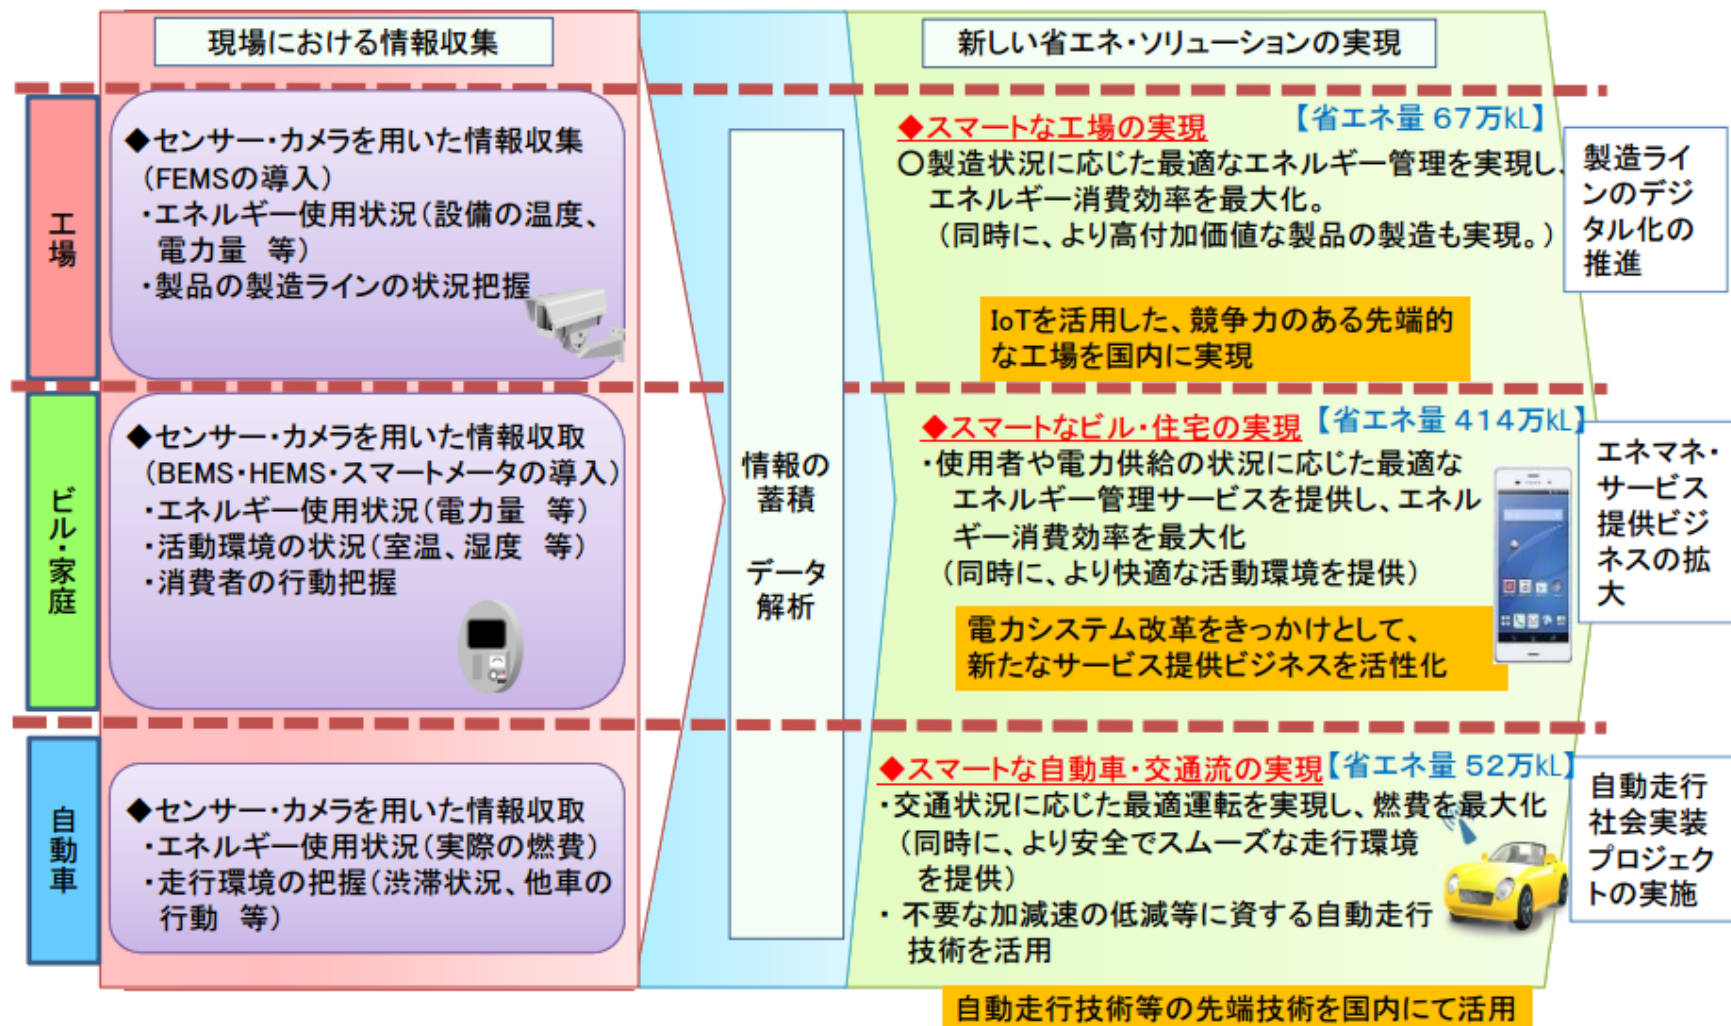 現場における情報収集
新しい省エネ・ソリューションの実現
工場
◆センサー・カメラを用いた情報収集
(FEMSの導入)
・エネルギー使用状況(設備の温度、
電力量 等)
・製品の製造ラインの状況把握
◆スマートな工場の実現
【省エネ量 67万kL】
〇製造状況に応じた最適なエネルギー管理を実現し、
エネルギー消費効率を最大化。
(同時に、より高付加価値な製品の製造も実現。)
IoTを活用した、競争力のある先端的
な工場を国内に実現
製造ライ
ンのデジ
タル化の
推進
ビル・家庭
◆センサー・カメラを用いた情報収取
(BEMS・HEMS・スマートメータの導入)
・エネルギー使用状況(電力量 等)
・活動環境の状況(室温、湿度 等)
・消費者の行動把握
情報の
蓄積
データ
解析
◆スマートなビル・住宅の実現
【省エネ量 414万kL】
・使用者や電力供給の状況に応じた最適な
エネルギー管理サービスを提供し、エネル
ギー消費効率を最大化
(同時に、より快適な活動環境を提供)
電力システム改革をきっかけとして、
新たなサービス提供ビジネスを活性化
エネマネ・
サービス
提供ビジ
ネスの拡
大
自動車
◆センサー・カメラを用いた情報収取
・エネルギー使用状況(実際の燃費)
・走行環境の把握(渋滞状況、他車の
行動 等)
◆スマートな自動車・交通流の実現
【省エネ量 52万kL】
・交通状況に応じた最適運転を実現し、燃費を最大化
(同時に、より安全でスムーズな走行環境
を提供)
・ 不要な加減速の低減等に資する自動走行
技術を活用
自動走行技術等の先端技術を国内にて活用
自動走行
社会実装
プロジェク
トの実施